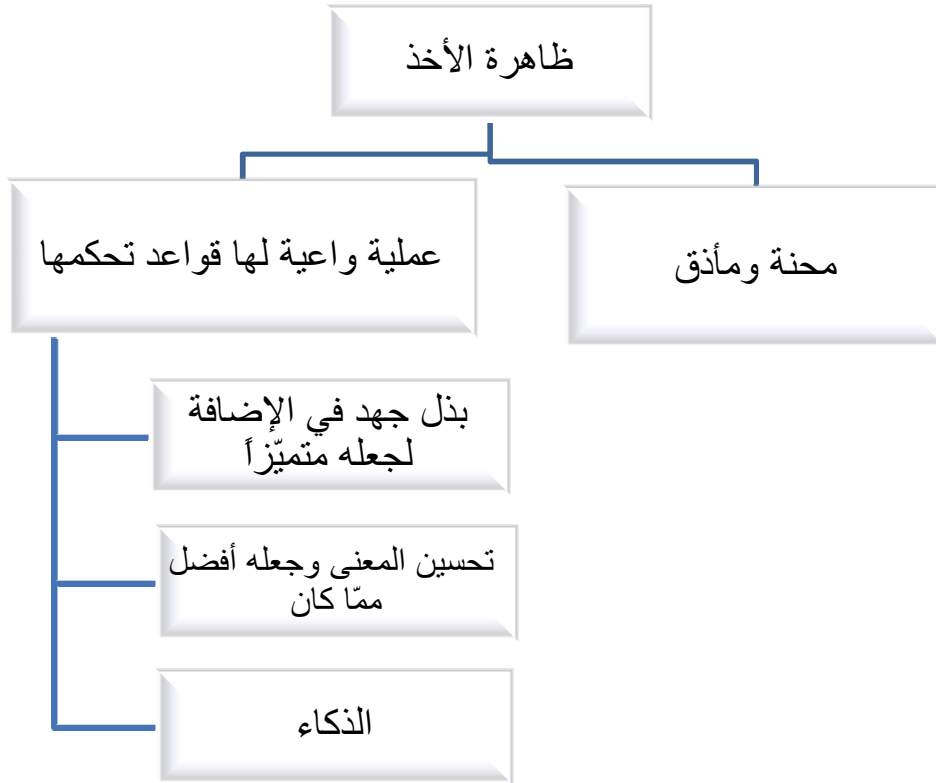 ظاهرة الأخذ
محنة ومأذق
عملية واعية لها قواعد تحكمها
بذل جهد في الإضافة
لجعله متميّزاً
تحسين المعنى وجعله أفضل
ممّا كان
الذكاء